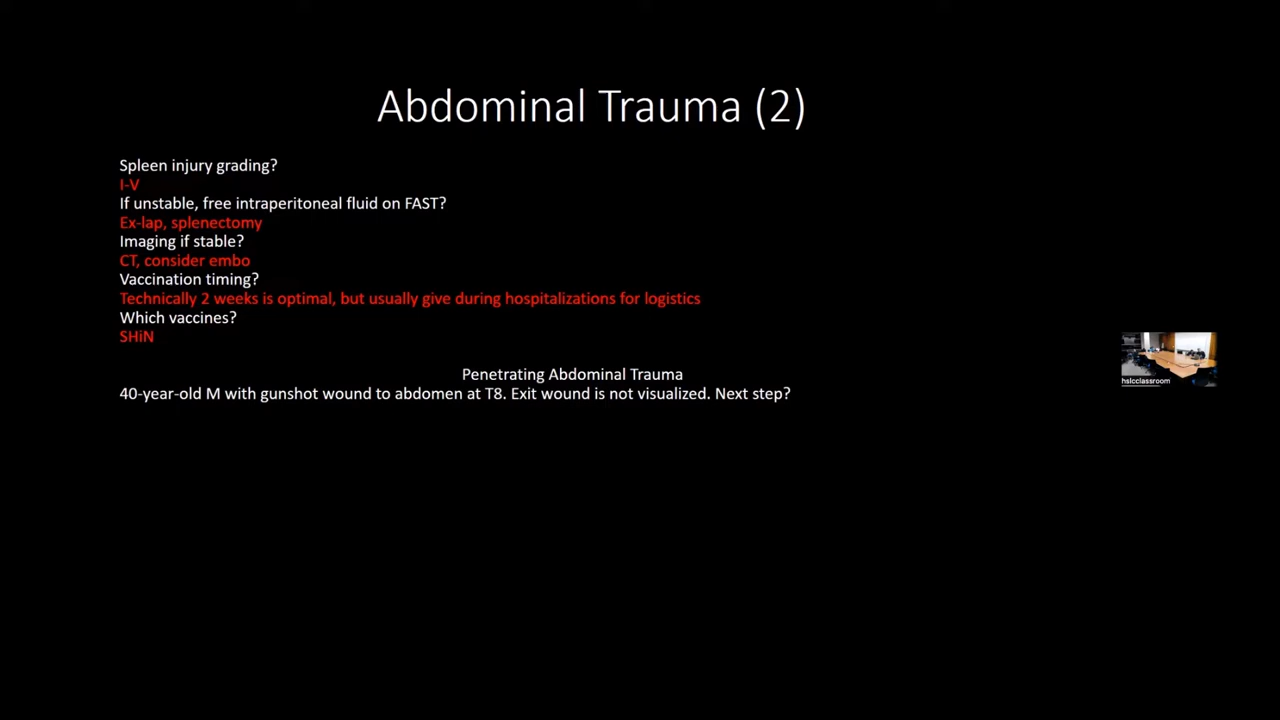 Abdominal Trauma (2)
Spleen injury grading?
I-V
If unstable, free intraperitoneal fluid on FAST?
Ex-lap, splenectomy
Imaging if stable?
CT, consider embo
Vaccination timing?
Technically 2 weeks is optimal, but usually give during hospitalizations for logistics
Which vaccines?
SHiN
Penetrating Abdominal Trauma
40-year-old M with gunshot wound to abdomen at T8. Exit wound is not visualized. Next step?
hslcclassroom